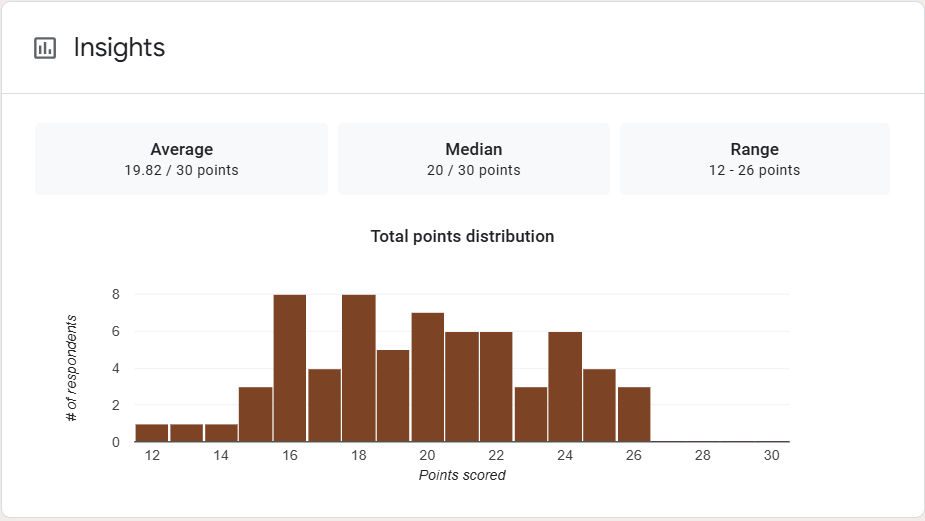 Insights
Average
19.82 / 30 points
Median
20 / 30 points
Range
12 - 26 points
Total points distribution
# of respondents
8
6
4
2
0
12 14 16 18 20 22 24 26 28 30
Points scored